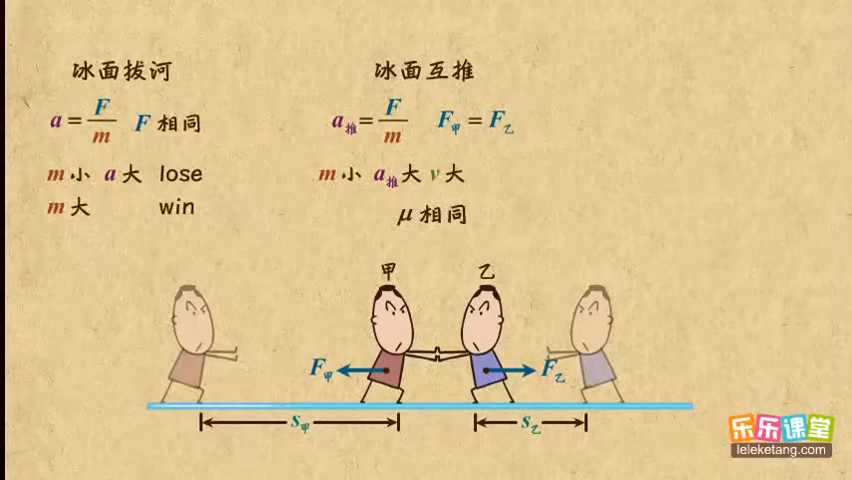 冰面拔河
a = F/m F 相同
m 小 a 大 lose
m 大 win
冰面互推
a推 = F/m F甲 = F乙
m 小 a推 大 v 大
μ 相同
甲 乙
F甲 F乙
s甲 s乙
乐乐课堂
leleketang.com